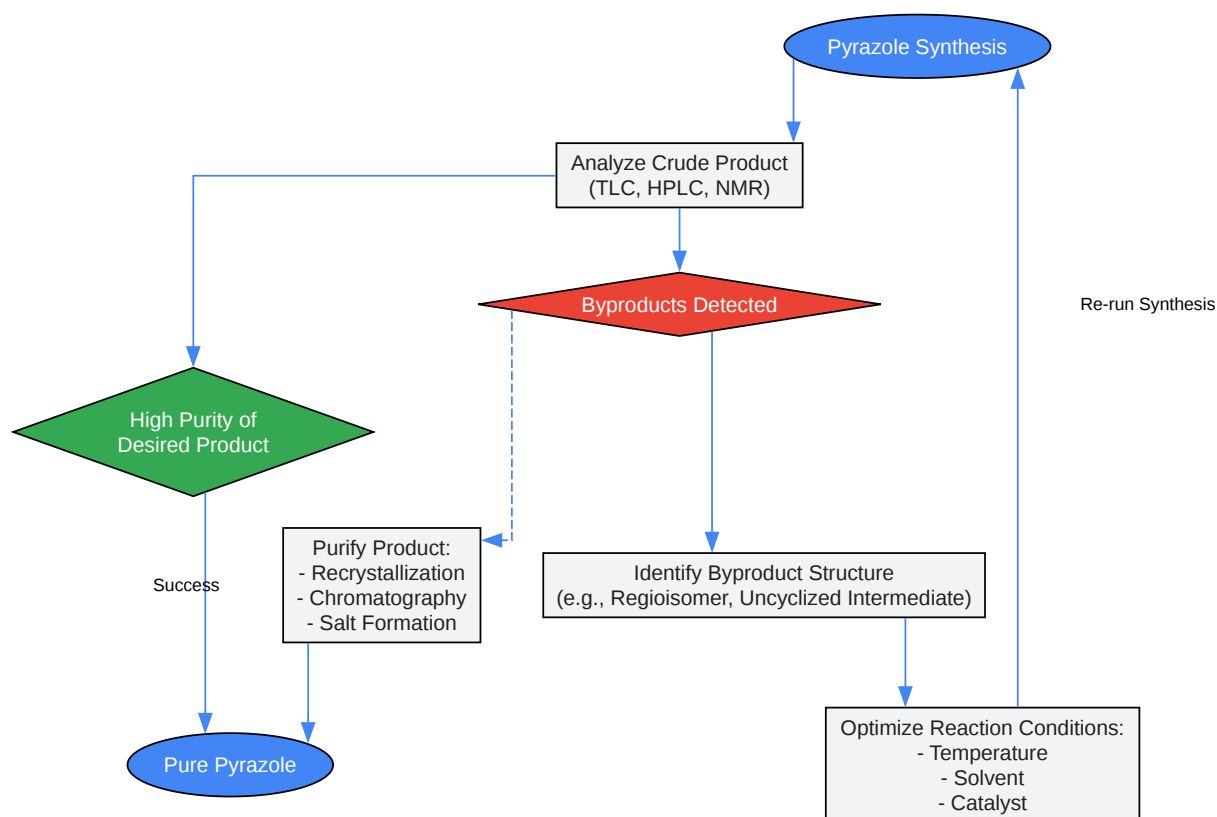 Pyrazole Synthesis
Analyze Crude Product
(TLC, HPLC, NMR)
Byproducts Detected
Re-run Synthesis
High Purity of
Desired Product
Success
Purify Product:
- Recrystallization
- Chromatography
- Salt Formation
Identify Byproduct Structure
(e.g., Regioisomer, Uncyclized Intermediate)
Pure Pyrazole
Optimize Reaction Conditions:
- Temperature
- Solvent
- Catalyst